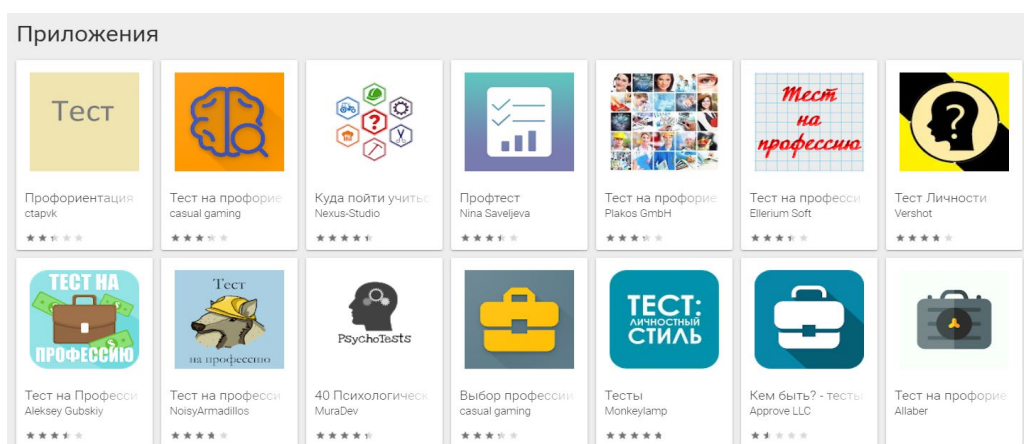 Приложения
Тест
Тест
на
профессию
Профориентация
Тест на профорие
Куда пойти учитьс
Профтест
Тест на профорие
Тест на професси
Тест Личности
ctapvk
casual gaming
Nexus-Studio
Nina Saveljeva
Plakos GmbH
Ellerium Soft
Vershot
ТЕСТ НА
ПРОФЕССИЮ
Тест
на профессию
PsychoTests
ТЕСТ:
ЛИЧНОСТНЫЙ
СТИЛЬ
Тест на Професси
Тест на професси
40 Психологическ
Выбор профессии
Тесты
Кем быть? - тесты
Тест на профорие
Aleksey Gubskiy
NoisyArmadillos
MuraDev
casual gaming
Monkeylamp
Approve LLC
Allaber